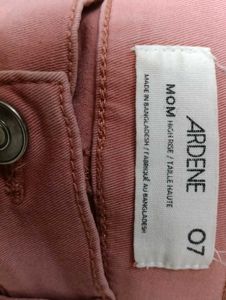 ARDENE 07
MOM HIGH RISE / TAILLE HAUTE
MADE IN BANGLADESH / FABRIQUÉ AU BANGLADESH